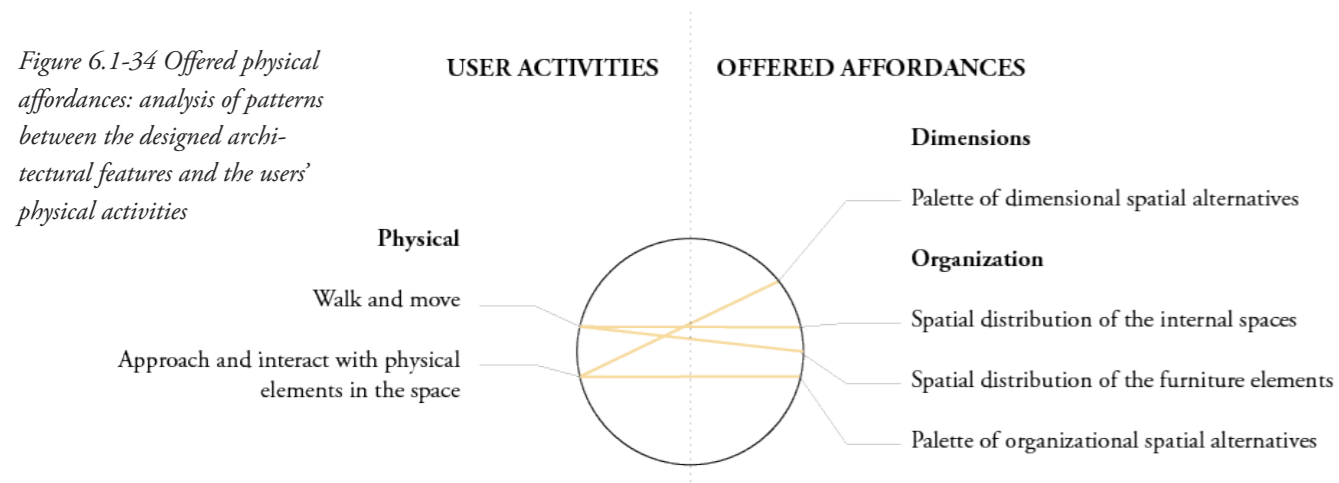 Figure 6.1-34 Offered physical
affordances: analysis of patterns
between the designed archi-
tectural features and the users'
physical activities
USER ACTIVITIES
OFFERED AFFORDANCES
Physical
Walk and move
Approach and interact with physical
elements in the space
Dimensions
Palette of dimensional spatial alternatives
Organization
Spatial distribution of the internal spaces
Spatial distribution of the furniture elements
Palette of organizational spatial alternatives